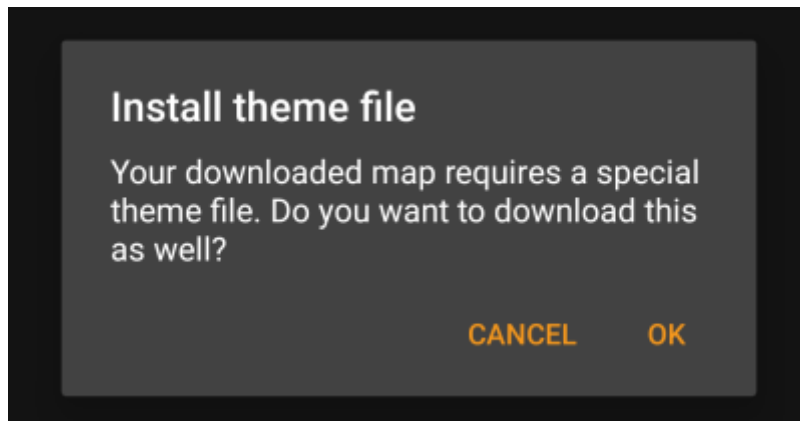 Install theme file
Your downloaded map requires a special
theme file. Do you want to download this
as well?
CANCEL OK